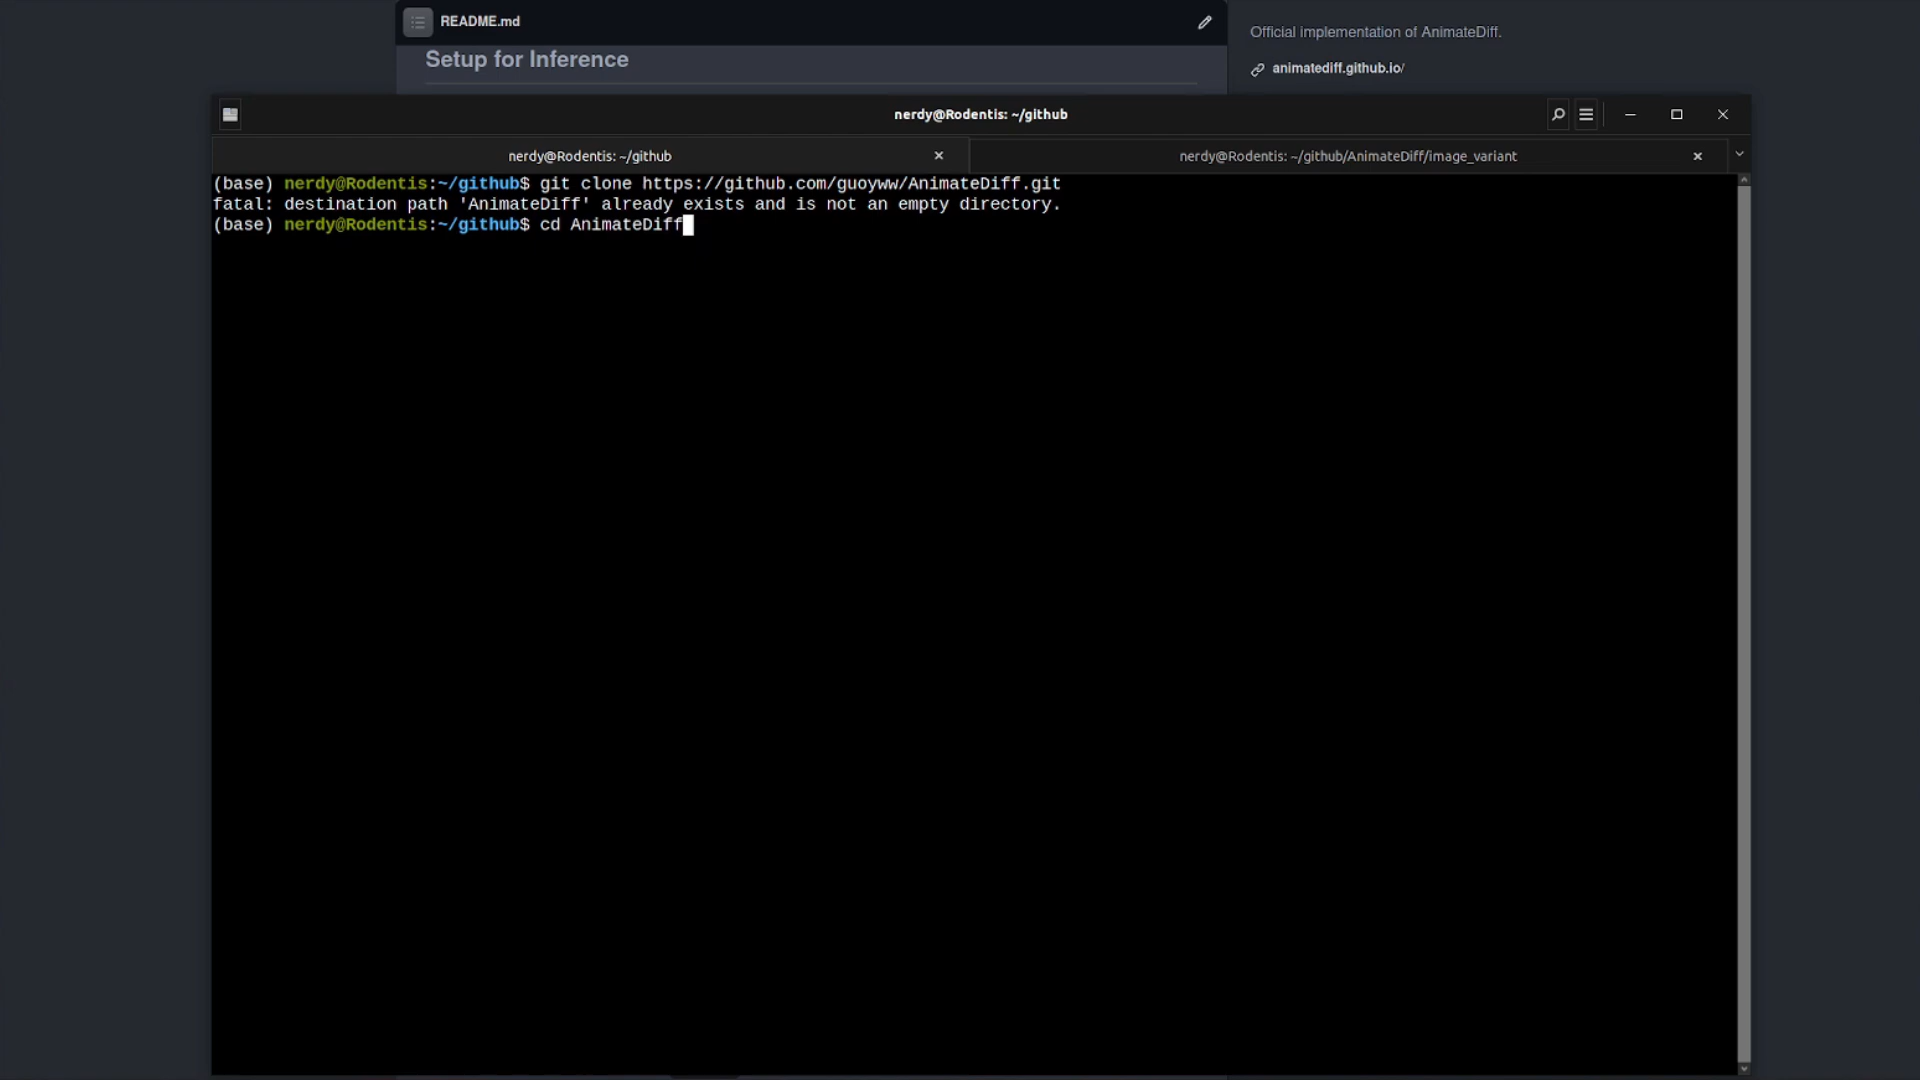 README.md
Setup for Inference
Official implementation of AnimateDiff.
animatediff.github.io/
nerdy@Rodentis: ~/github
nerdy@Rodentis: ~/github
nerdy@Rodentis: ~/github/AnimateDiff/image_variant
(base) nerdy@Rodentis:~/github$ git clone https://github.com/guoyww/AnimateDiff.git
fatal: destination path 'AnimateDiff' already exists and is not an empty directory.
(base) nerdy@Rodentis:~/github$ cd AnimateDiff